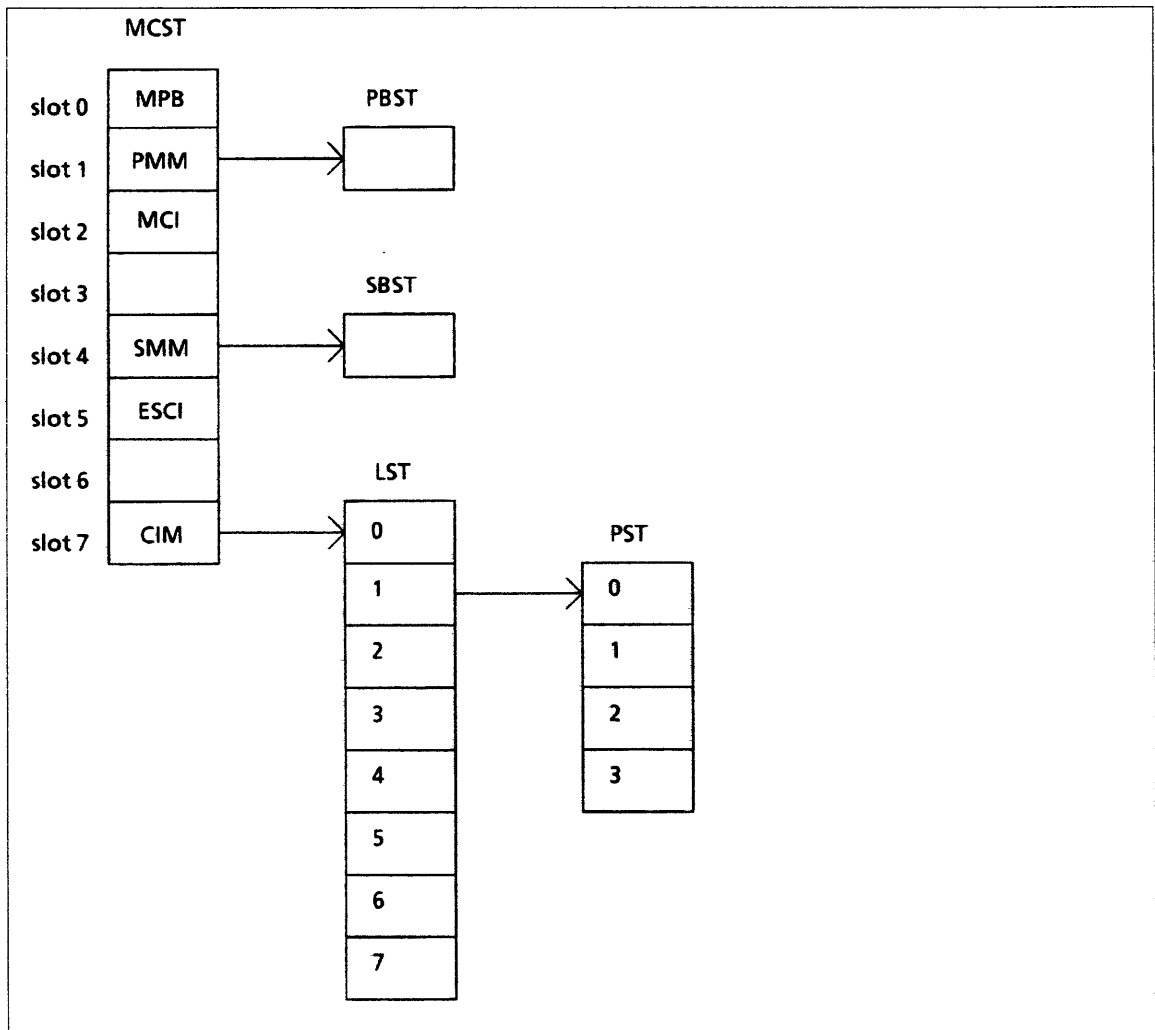 MCST
slot 0 MPB
PBST
slot 1 PMM
slot 2 MCI
slot 3
SBST
slot 4 SMM
slot 5 ESCI
slot 6
LST
slot 7 CIM
0
PST
1
0
2
1
3
2
4
3
5
6
7